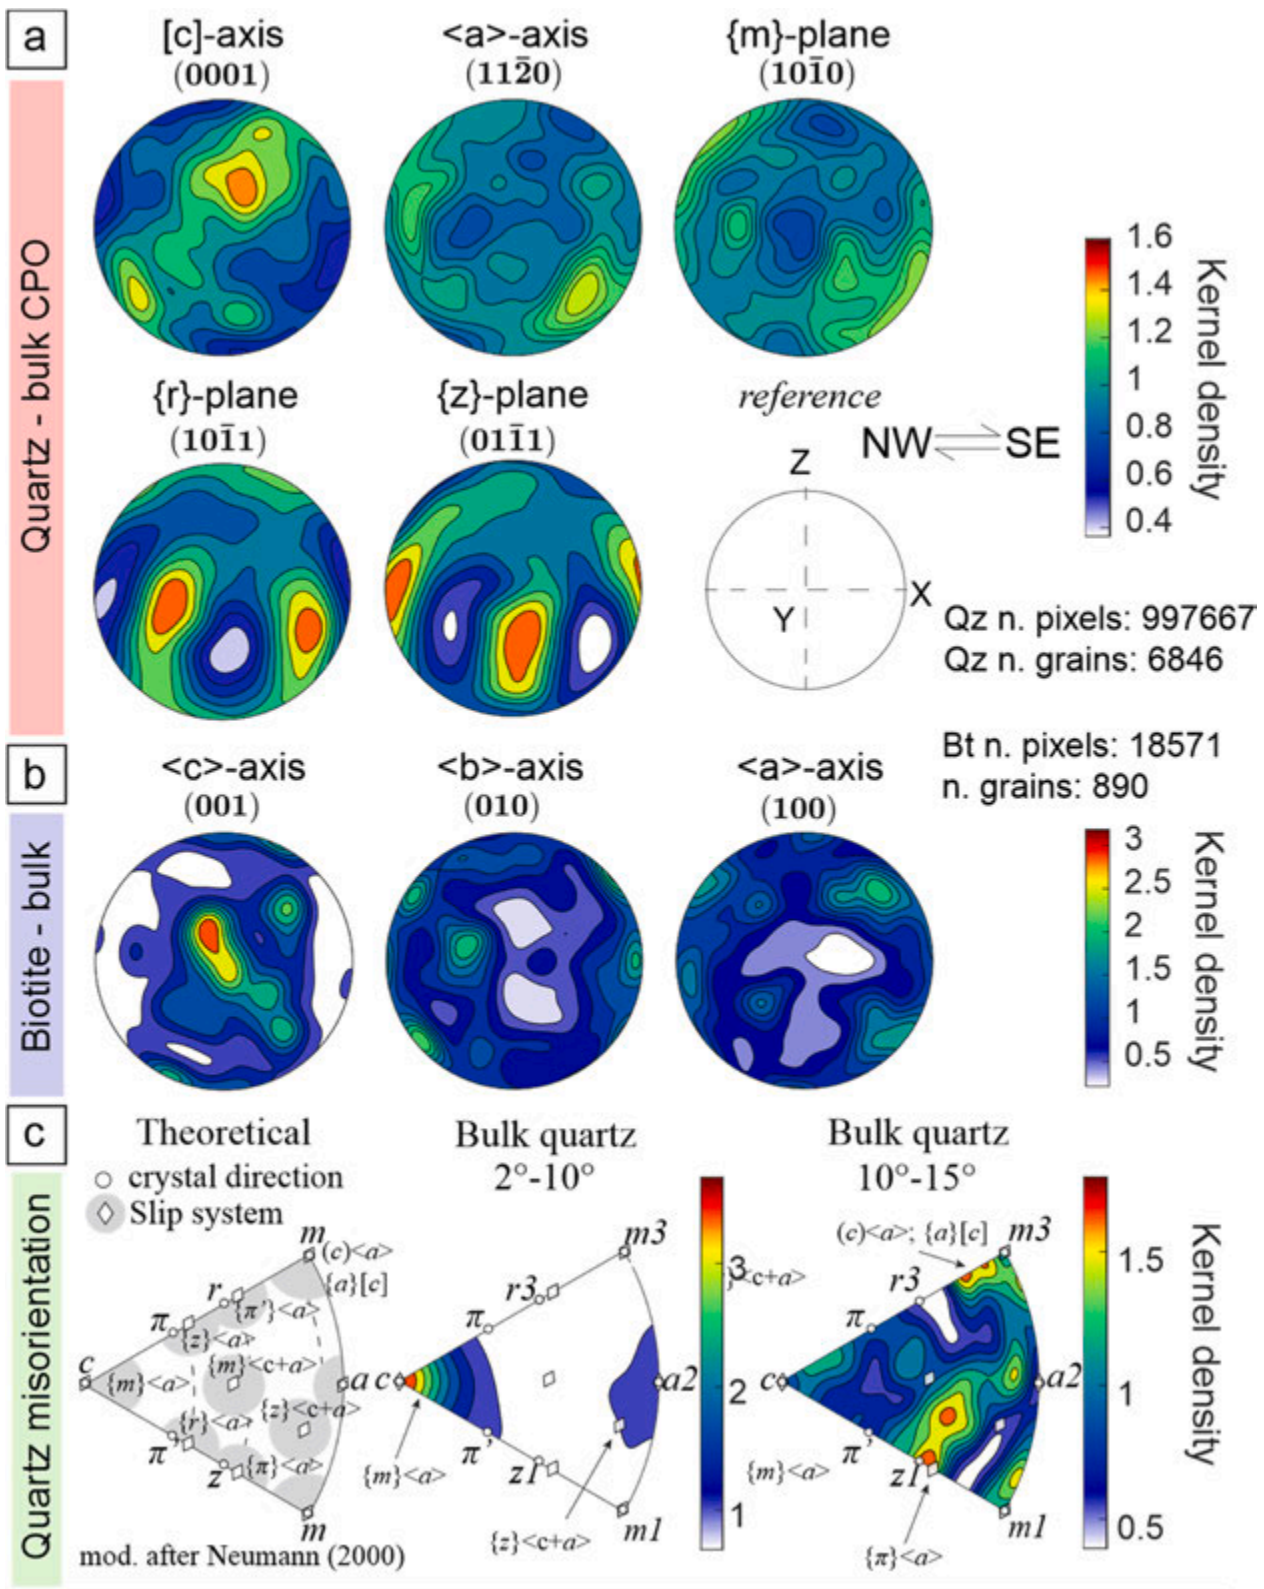 a
[c]-axis
(0001)
<a>-axis
(112̄0)
{m}-plane
(101̄0)
Quartz - bulk CPO
{r}-plane
(101̄1)
{z}-plane
(011̄1)
reference
NW SE
Z
X
Y
1.6
1.4
1.2
1
0.8
0.6
0.4
Kernel density
Qz n. pixels: 997667
Qz n. grains: 6846
b
Biotite - bulk
<c>-axis
(001)
<b>-axis
(010)
<a>-axis
(100)
Bt n. pixels: 18571
n. grains: 890
3
2.5
2
1.5
1
0.5
Kernel density
c
Quartz misorientation
Theoretical
crystal direction
Slip system
m
(c)<a>
{a}[c]
r
{π'}<a>
π
{z}<a>
{m}<c+a>
c
{m}<a>
a
{z}<c+a>
{r}<a>
π'
{π}<a>
z
m
mod. after Neumann (2000)
Bulk quartz
2°-10°
m3
r3
π
c
a2
π'
z1
m1
{m}<a>
{z}<c+a>
3
2
1
}<c+a>
Bulk quartz
10°-15°
(c)<a>; {a}[c]
m3
r3
π
c
a2
π'
{m}<a>
z1
m1
{π}<a>
1.5
1
0.5
Kernel density